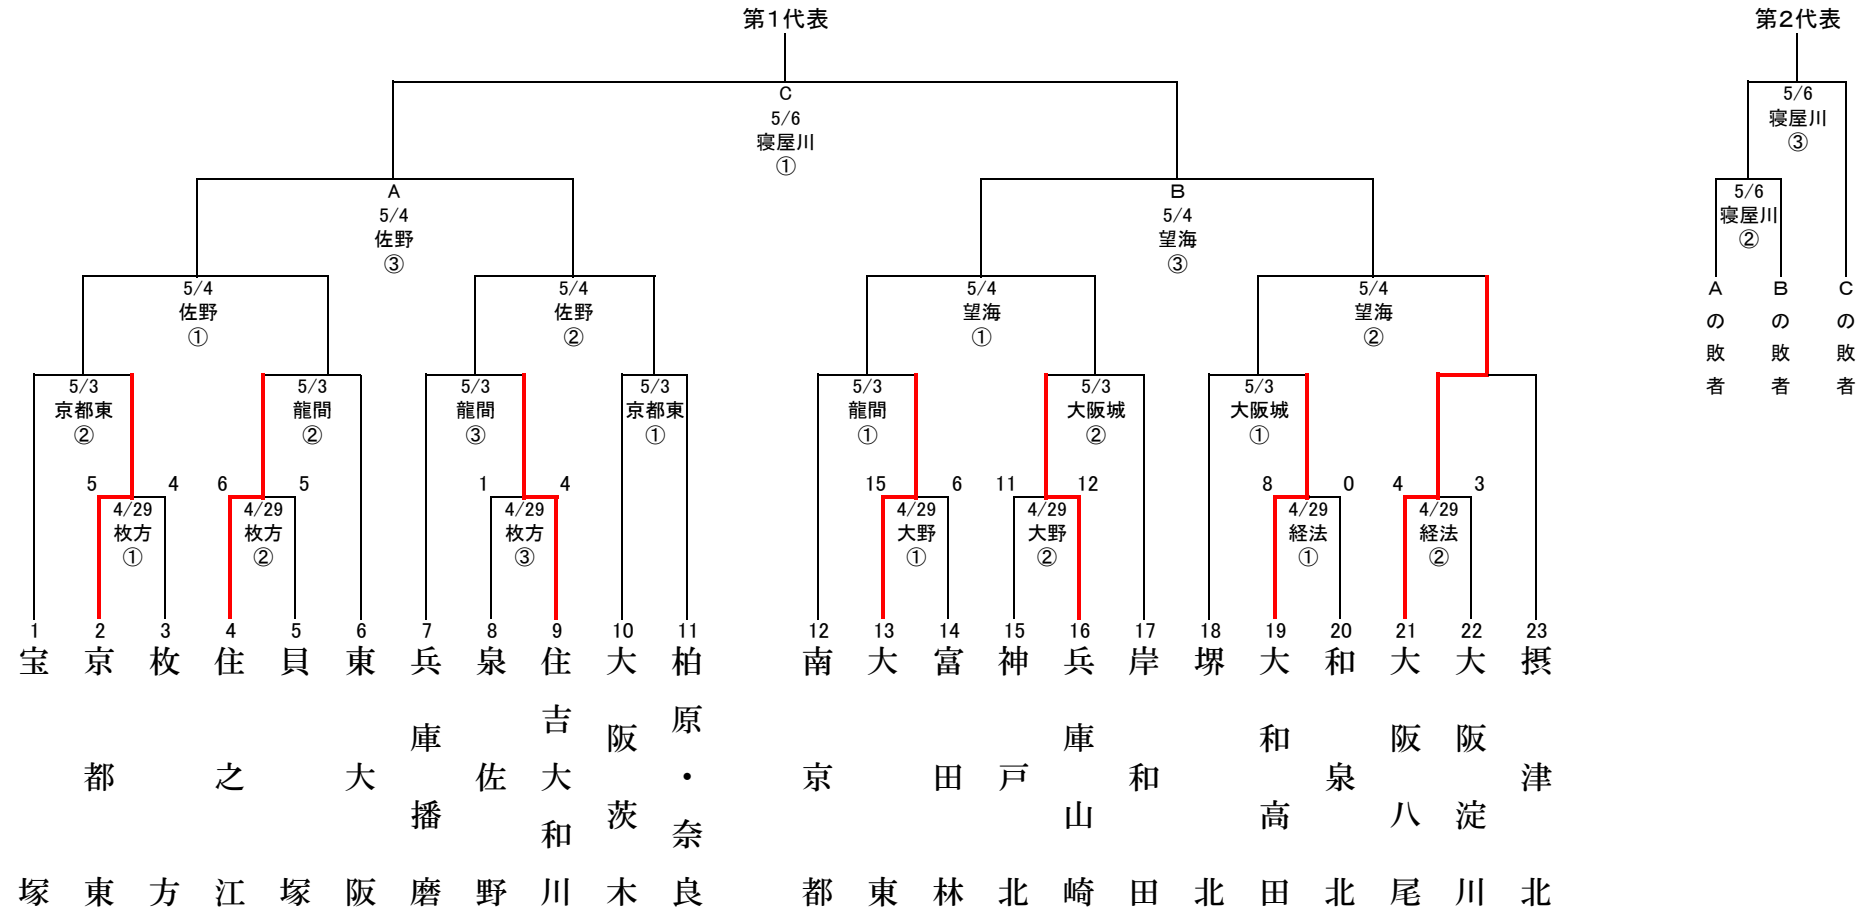 第1代表
第2代表
C
5/6
寝屋川
①
5/6
寝屋川
③
A
5/4
佐野
③
B
5/4
望海
③
5/6
寝屋川
②
5/4
佐野
①
5/4
佐野
②
5/4
望海
①
5/4
望海
②
Aの敗者
Bの敗者
Cの敗者
5/3
京都東
②
5/3
龍間
②
5/3
龍間
③
5/3
京都東
①
5/3
龍間
①
5/3
大阪城
②
5/3
大阪城
①
5 4
4/29
枚方
①
6 5
4/29
枚方
②
1 4
4/29
枚方
③
15 6
4/29
大野
①
11 12
4/29
大野
②
8 0
4/29
経法
①
4 3
4/29
経法
②
1
宝塚
2
京都東
3
枚方
4
住之江
5
貝塚
6
東大阪
7
兵庫播磨
8
泉佐野
9
住吉大和川
10
大阪茨木
11
柏原・奈良
12
南京都
13
大東
14
富田林
15
神戸北
16
兵庫山崎
17
岸和田
18
堺北
19
大和高田
20
和泉北
21
大阪八尾
22
大阪淀川
23
摂津北